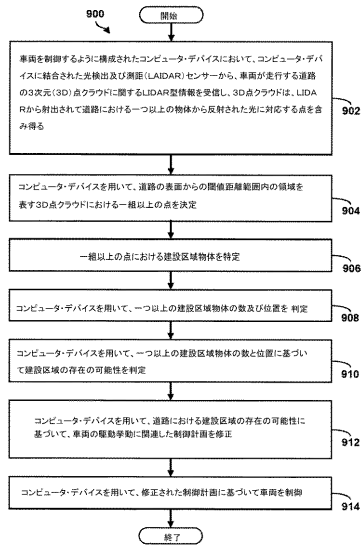 900
開始
車両を制御するように構成されたコンピュータ・デバイスにおいて、コンピュータ・デバ
イスに結合された光検出及び測距(LAIDAR)センサーから、車両が走行する道路
の3次元(3D)点クラウドに関するLIDAR型情報を受信し、3D点クラウドは、LIDA
Rから射出されて道路における一つ以上の物体から反射された光に対応する点を含
み得る
902
コンピュータ・デバイスを用いて、道路の表面からの閾値距離範囲内の領域を
表す3D点クラウドにおける一組以上の点を決定
904
一組以上の点における建設区域物体を特定
906
コンピュータ・デバイスを用いて、一つ以上の建設区域物体の数及び位置を 判定
908
コンピュータ・デバイスを用いて、一つ以上の建設区域物体の数と位置に基づい
て建設区域の存在の可能性を判定
910
コンピュータ・デバイスを用いて、道路における建設区域の存在の可能性に
基づいて、車両の駆動挙動に関連した制御計画を修正
912
コンピュータ・デバイスを用いて、修正された制御計画に基づいて車両を制御
914
終了